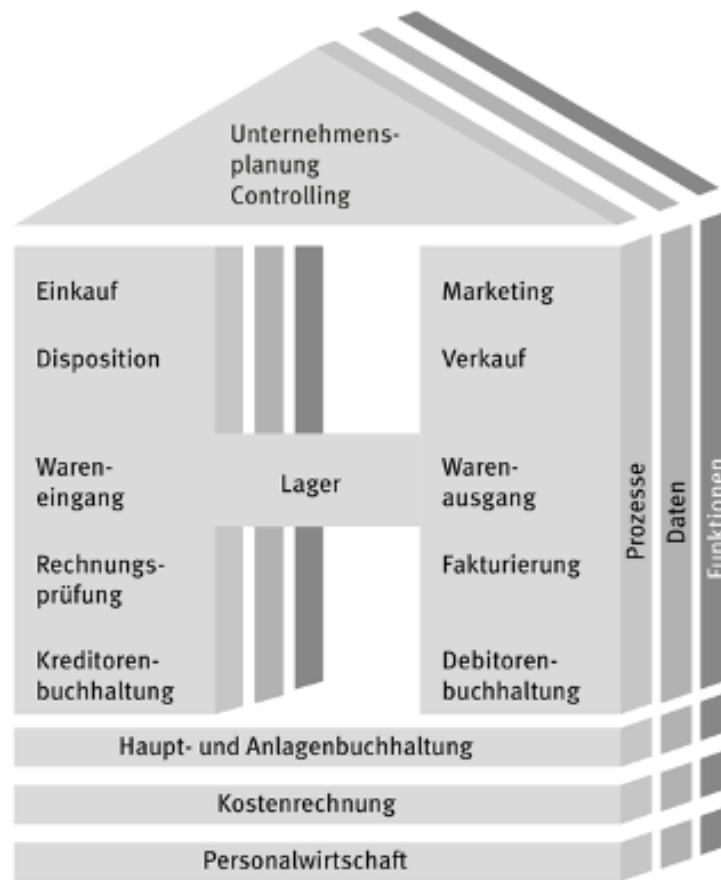 Unternehmens-
planung
Controlling
Einkauf
Disposition
Waren-
eingang
Rechnungs-
prüfung
Kreditoren-
buchhaltung
Lager
Marketing
Verkauf
Waren-
ausgang
Fakturierung
Debitoren-
buchhaltung
Prozesse
Daten
Funktionen
Haupt- und Anlagenbuchhaltung
Kostenrechnung
Personalwirtschaft